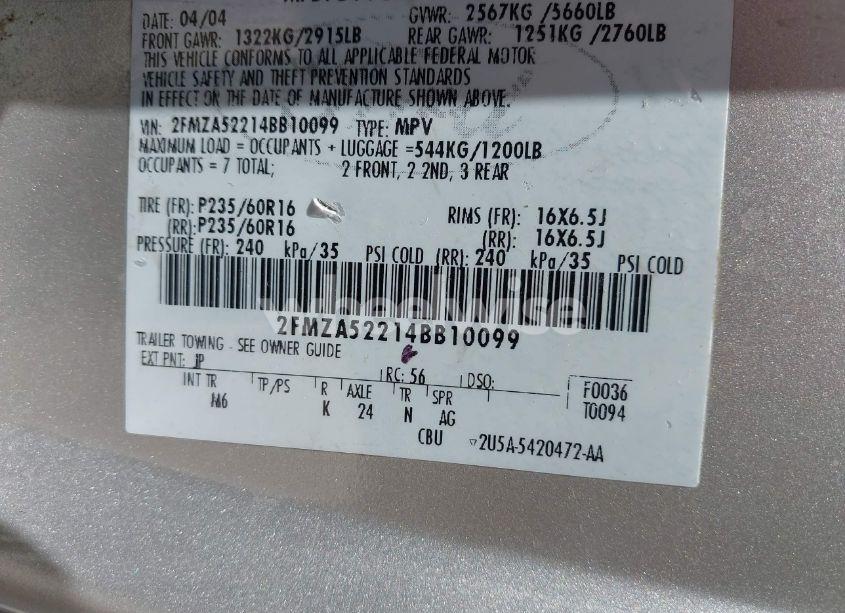 DATE: 04/04 GVWR: 2567KG /5660LB
FRONT GAWR: 1322KG/2915LB REAR GAWR: 1251KG /2760LB
THIS VEHICLE CONFORMS TO ALL APPLICABLE FEDERAL MOTOR
VEHICLE SAFETY AND THEFT PREVENTION STANDARDS
IN EFFECT ON THE DATE OF MANUFACTURE SHOWN ABOVE.
VIN: 2FMZA52214BB10099 TYPE: MPV
MAXIMUM LOAD = OCCUPANTS + LUGGAGE =544KG/1200LB
OCCUPANTS = 7 TOTAL; 2 FRONT, 2 2ND, 3 REAR
TIRE (FR): P235/60R16 RIMS (FR): 16X6.5J
(RR): P235/60R16 (RR): 16X6.5J
PRESSURE (FR): 240 kPa/35 PSI COLD (RR): 240 kPa/35 PSI COLD
wheelwise
2FMZA52214BB10099
TRAILER TOWING - SEE OWNER GUIDE
EXT PNT: JP RC: 56 DSO: F0036
INT TR TP/PS R AXLE TR SPR T0094
M6 K 24 N AG
CBU 2U5A-5420472-AA